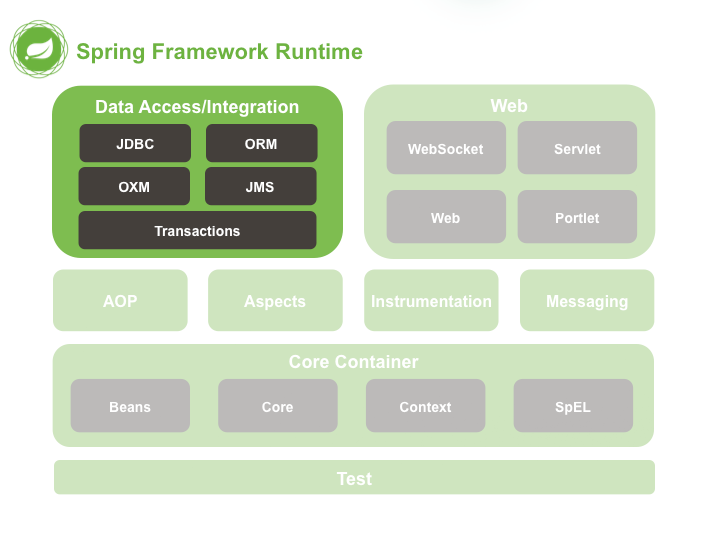 Spring Framework Runtime
Data Access/Integration
JDBC
ORM
OXM
JMS
Transactions
Web
WebSocket
Servlet
Web
Portlet
AOP
Aspects
Instrumentation
Messaging
Core Container
Beans
Core
Context
SpEL
Test